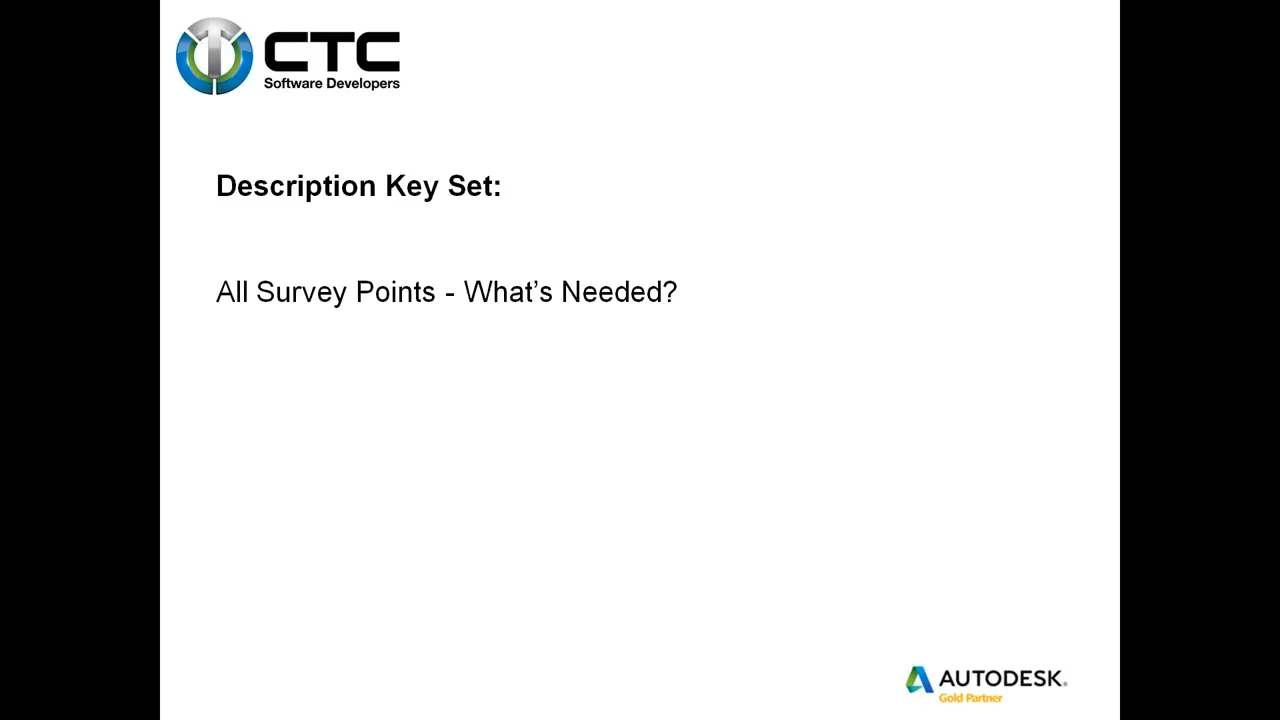 CTC
Software Developers
Description Key Set:
All Survey Points - What’s Needed?
AUTODESK®
Gold Partner